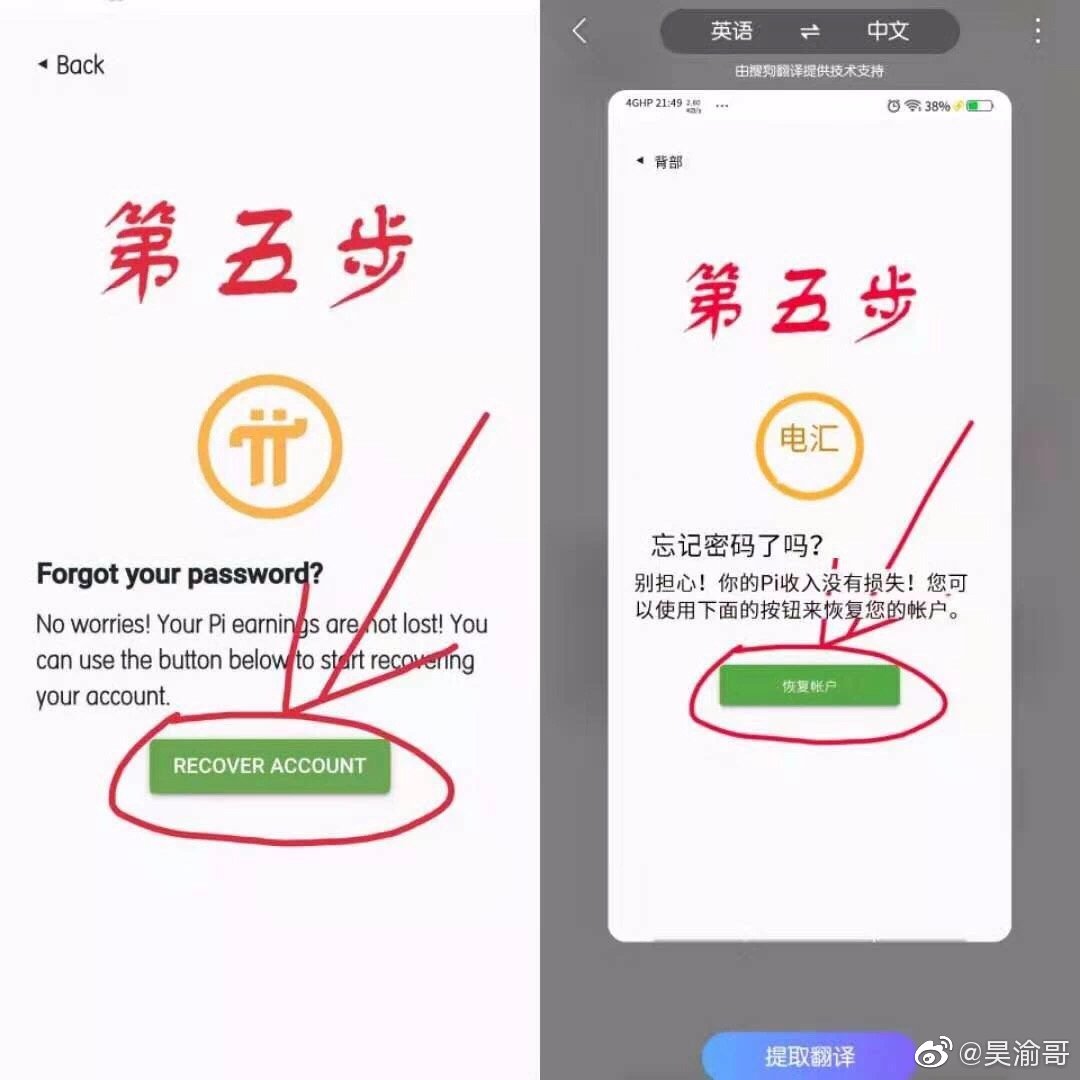 Back
第五步
Forgot your password?
No worries! Your Pi earnings are not lost! You
can use the button below to start recovering
your account.
RECOVER ACCOUNT
英语 ⇌ 中文
由搜狗翻译提供技术支持
4GHP 21:49 ··· 38%
背部
第五步
电汇
忘记密码了吗?
别担心！你的Pi收入没有损失！您可
以使用下面的按钮来恢复您的帐户。
恢复帐户
提取翻译
@昊渝哥